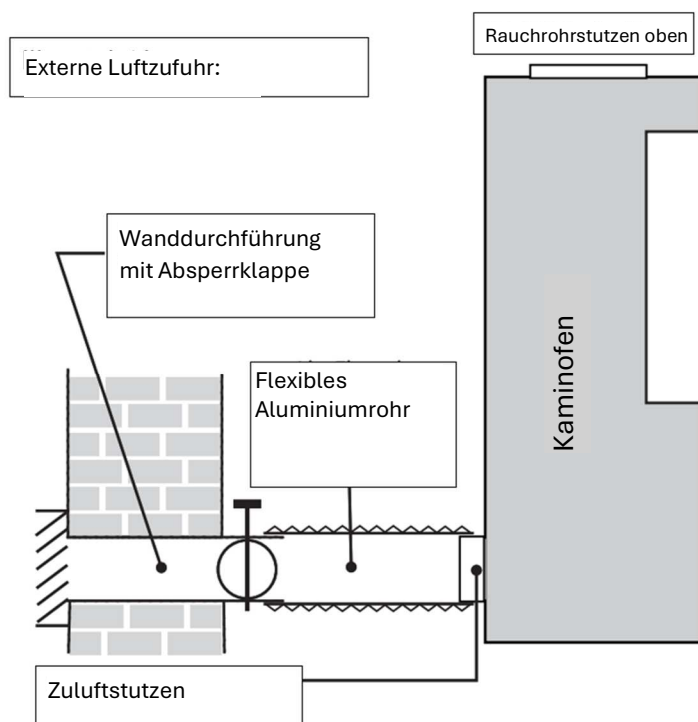 Rauchrohrstutzen oben
Externe Luftzufuhr:
Wanddurchführung
mit Absperrklappe
Kaminofen
Flexibles
Aluminiumrohr
Zuluftstutzen